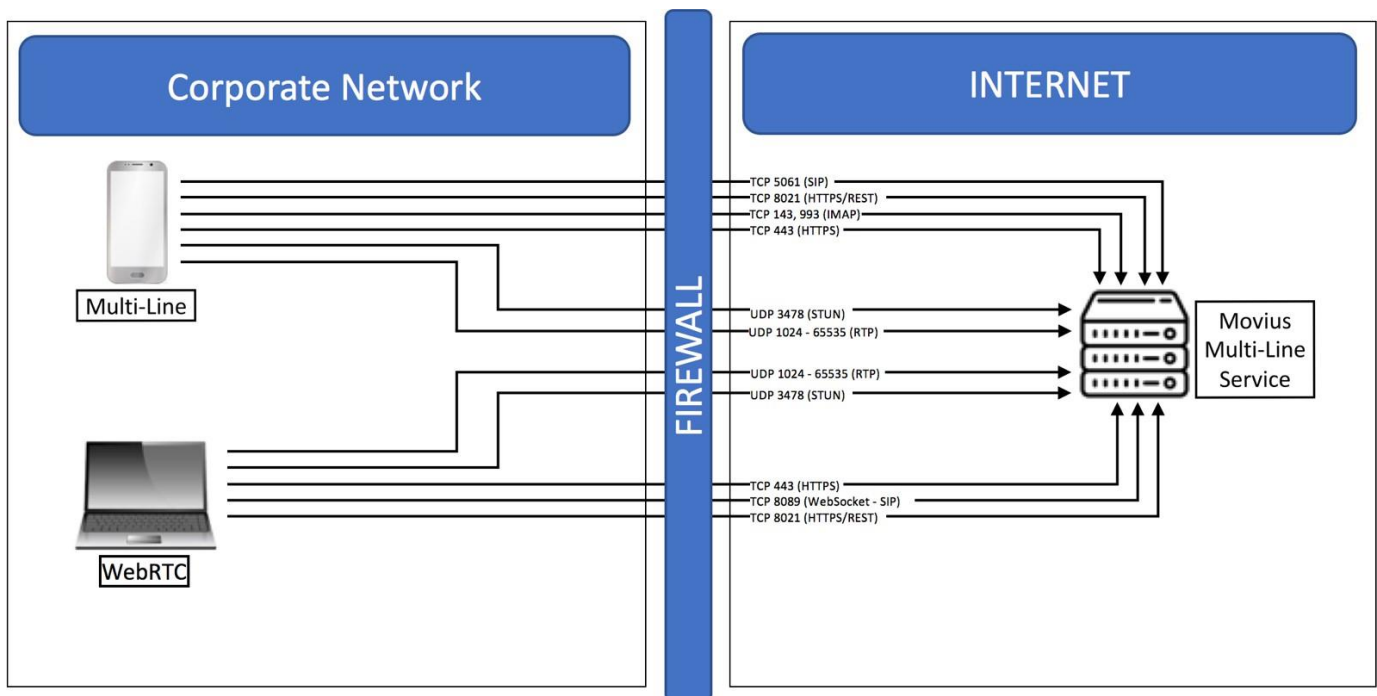 Corporate Network
INTERNET
FIREWALL
Multi-Line
TCP 5061 (SIP)
TCP 8021 (HTTPS/REST)
TCP 143, 993 (IMAP)
TCP 443 (HTTPS)
UDP 3478 (STUN)
UDP 1024 - 65535 (RTP)
UDP 1024 - 65535 (RTP)
UDP 3478 (STUN)
Movius
Multi-Line
Service
TCP 443 (HTTPS)
TCP 8089 (WebSocket - SIP)
TCP 8021 (HTTPS/REST)
WebRTC